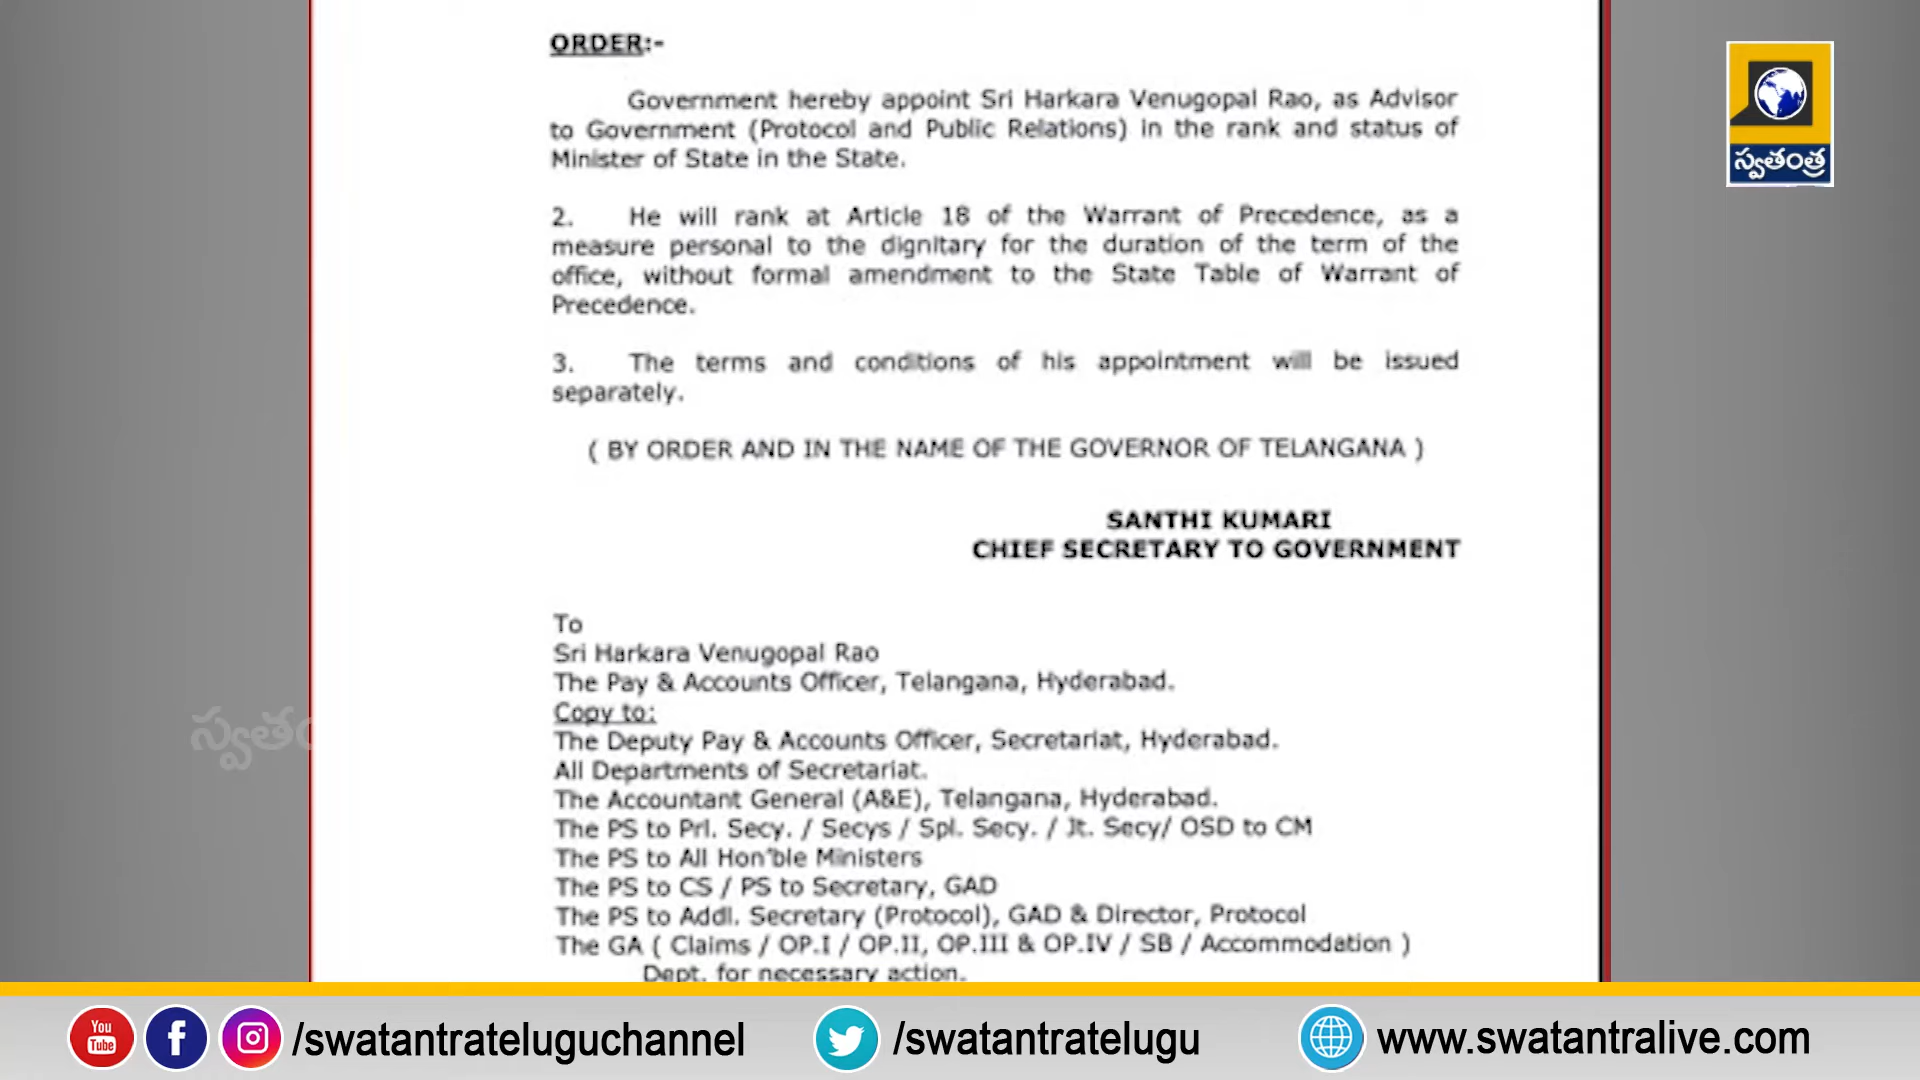 ORDER:-
Government hereby appoint Sri Harkara Venugopal Rao, as Advisor
to Government (Protocol and Public Relations) in the rank and status of
Minister of State in the State.
2. He will rank at Article 18 of the Warrant of Precedence, as a
measure personal to the dignitary for the duration of the term of the
office, without formal amendment to the State Table of Warrant of
Precedence.
3. The terms and conditions of his appointment will be issued
separately.
( BY ORDER AND IN THE NAME OF THE GOVERNOR OF TELANGANA )
SANTHI KUMARI
CHIEF SECRETARY TO GOVERNMENT
To
Sri Harkara Venugopal Rao
The Pay & Accounts Officer, Telangana, Hyderabad.
Copy to:
The Deputy Pay & Accounts Officer, Secretariat, Hyderabad.
All Departments of Secretariat.
The Accountant General (A&E), Telangana, Hyderabad.
The PS to Prl. Secy. / Secys / Spl. Secy. / Jt. Secy/ OSD to CM
The PS to All Hon'ble Ministers
The PS to CS / PS to Secretary, GAD
The PS to Addl. Secretary (Protocol), GAD & Director, Protocol
The GA ( Claims / OP.I / OP.II, OP.III & OP.IV / SB / Accommodation )
Dept. for necessary action.
స్వతంత్ర
స్వతం
You Tube
/swatantrateluguchannel
/swatantratelugu
www.swatantralive.com